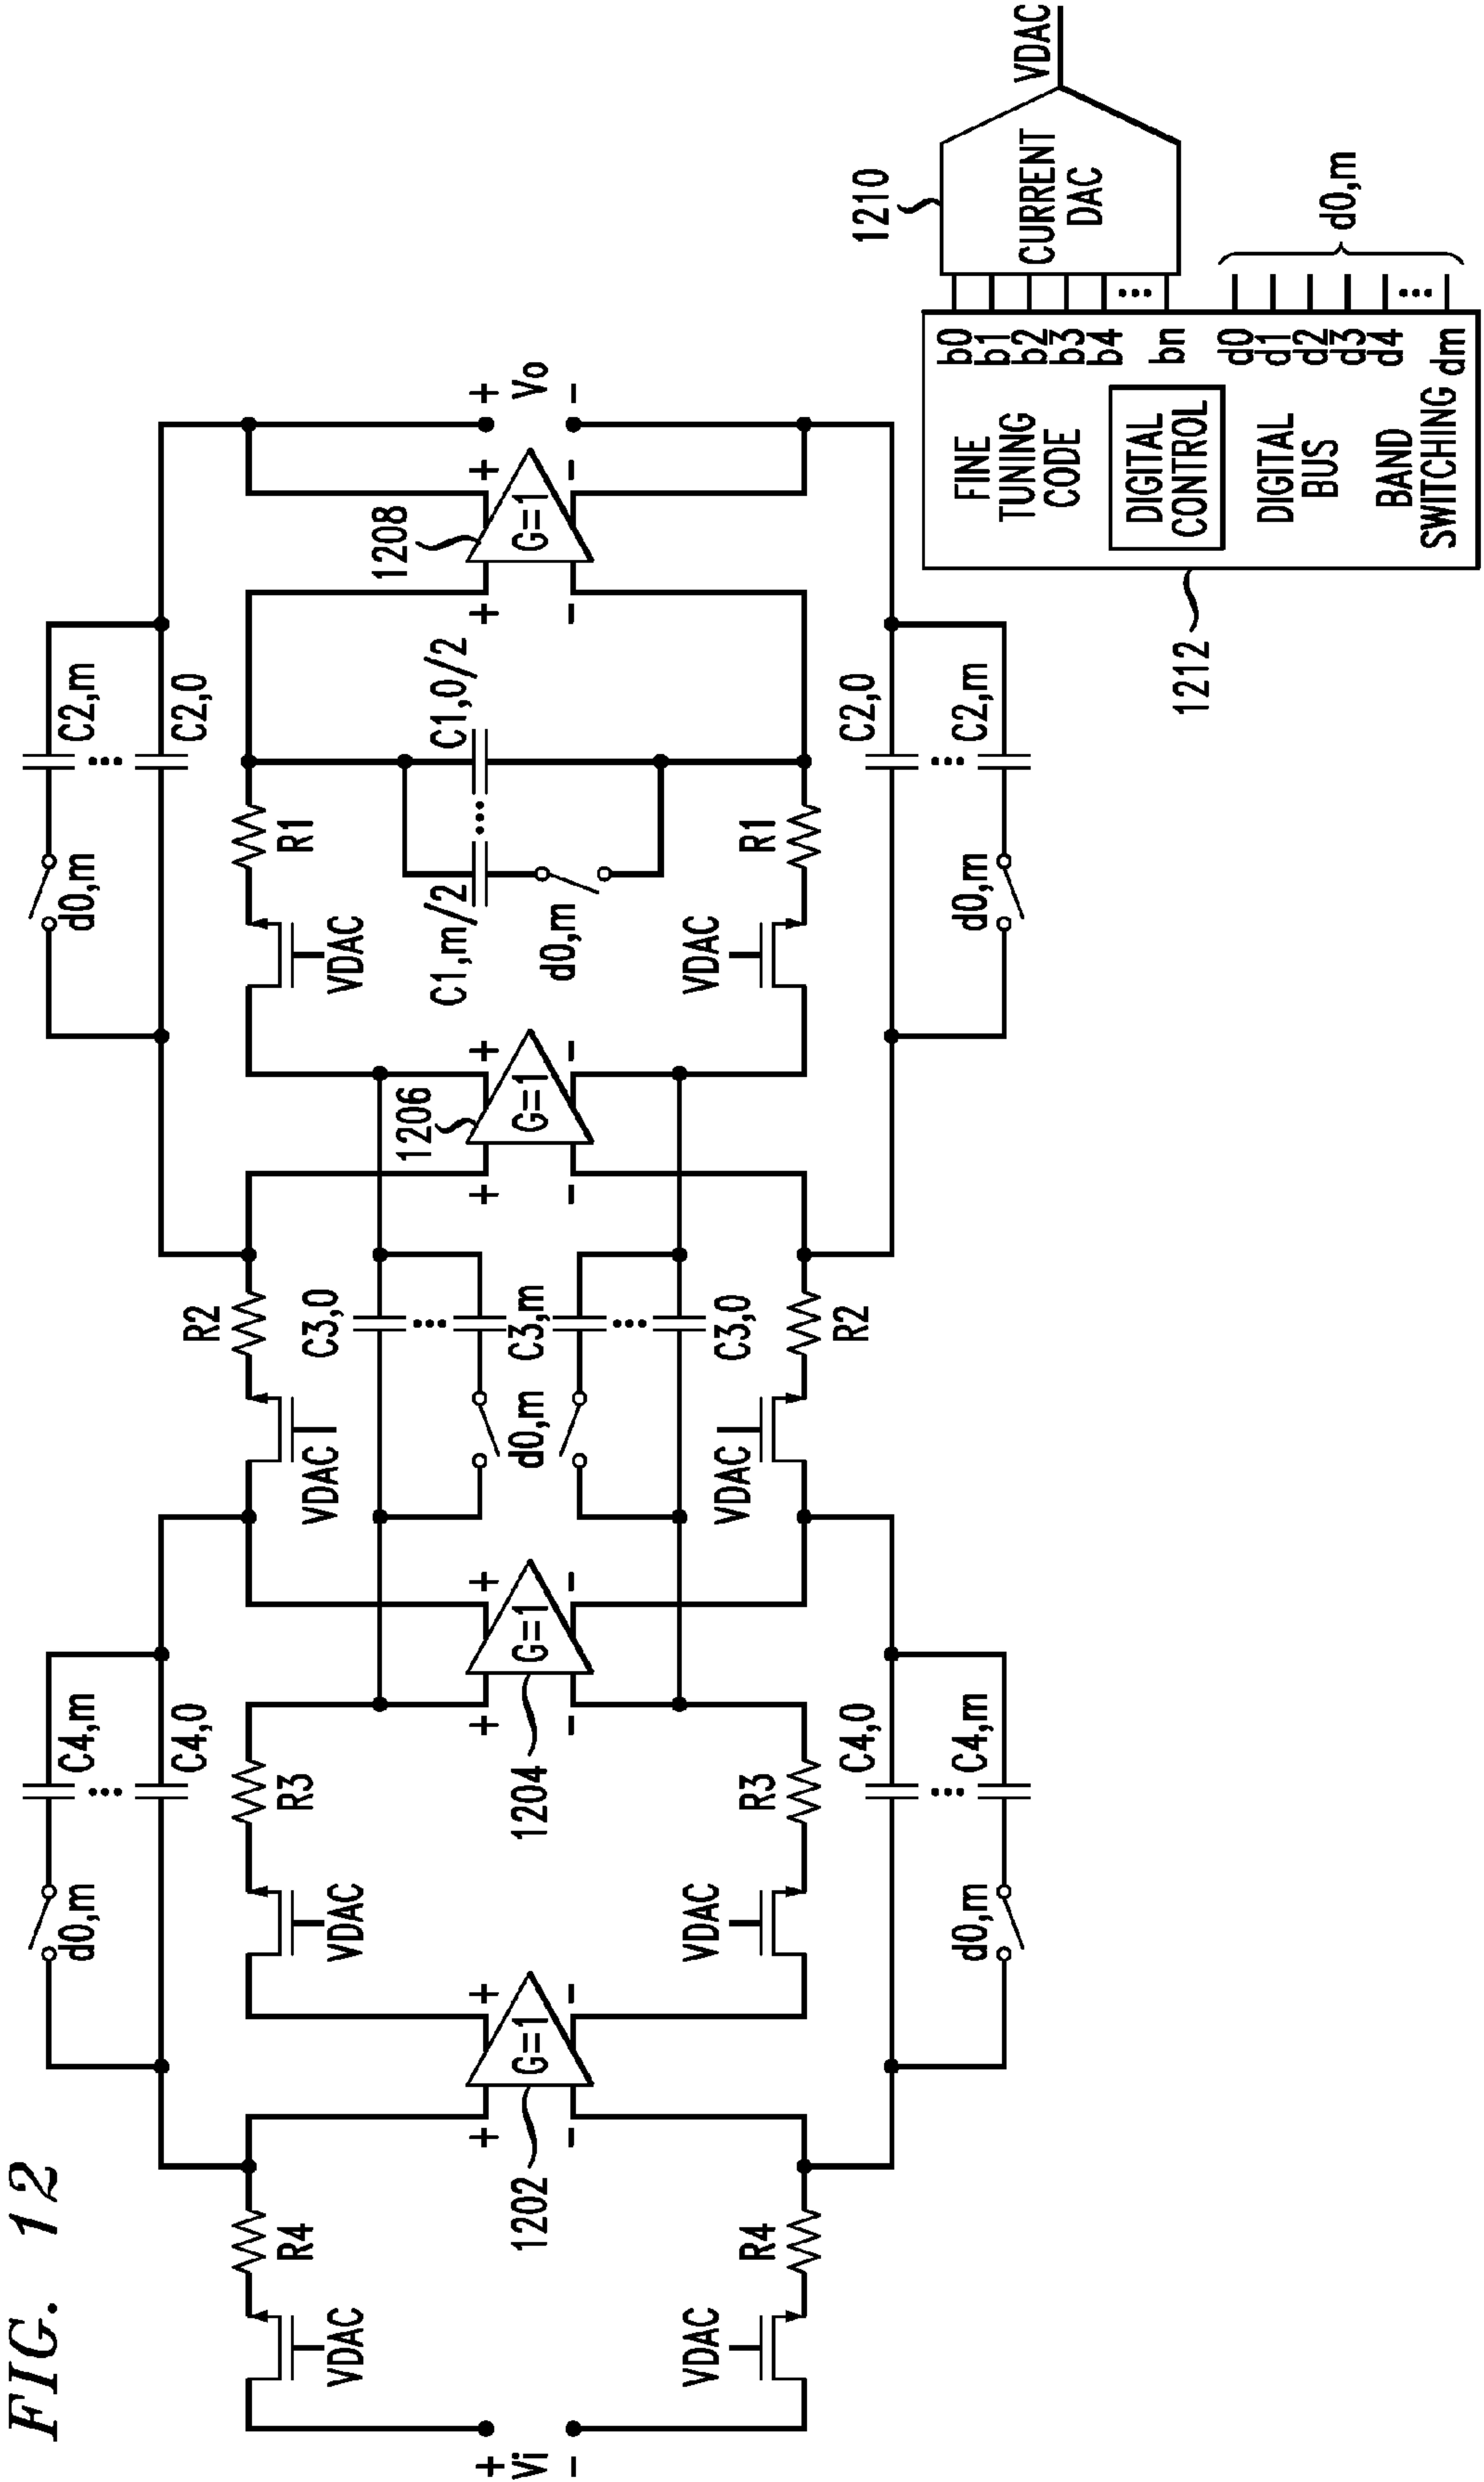 FIG. 12
d0,m
C4,m
C4,0
d0,m
C2,m
C2,0
R4
VDAC
R3
VDAC
R2
VDAC
R1
VDAC
C3,0
C3,m
C3,0
d0,m
C1,m/2
C1,0/2
d0,m
+
Vi
-
+
-
1202
G=1
+
-
+
-
1204
G=1
+
-
+
-
1206
G=1
+
-
+
-
1208
G=1
+
-
+
Vo
-
VDAC
R4
VDAC
R3
VDAC
R2
VDAC
R1
C4,0
C4,m
d0,m
C2,0
C2,m
d0,m
1212
FINE
TUNING
CODE
DIGITAL
CONTROL
DIGITAL
BUS
BAND
SWITCHING
b0
b1
b2
b3
b4
bn
d0
d1
d2
d3
d4
dm
d0,m
1210
CURRENT
DAC
VDAC